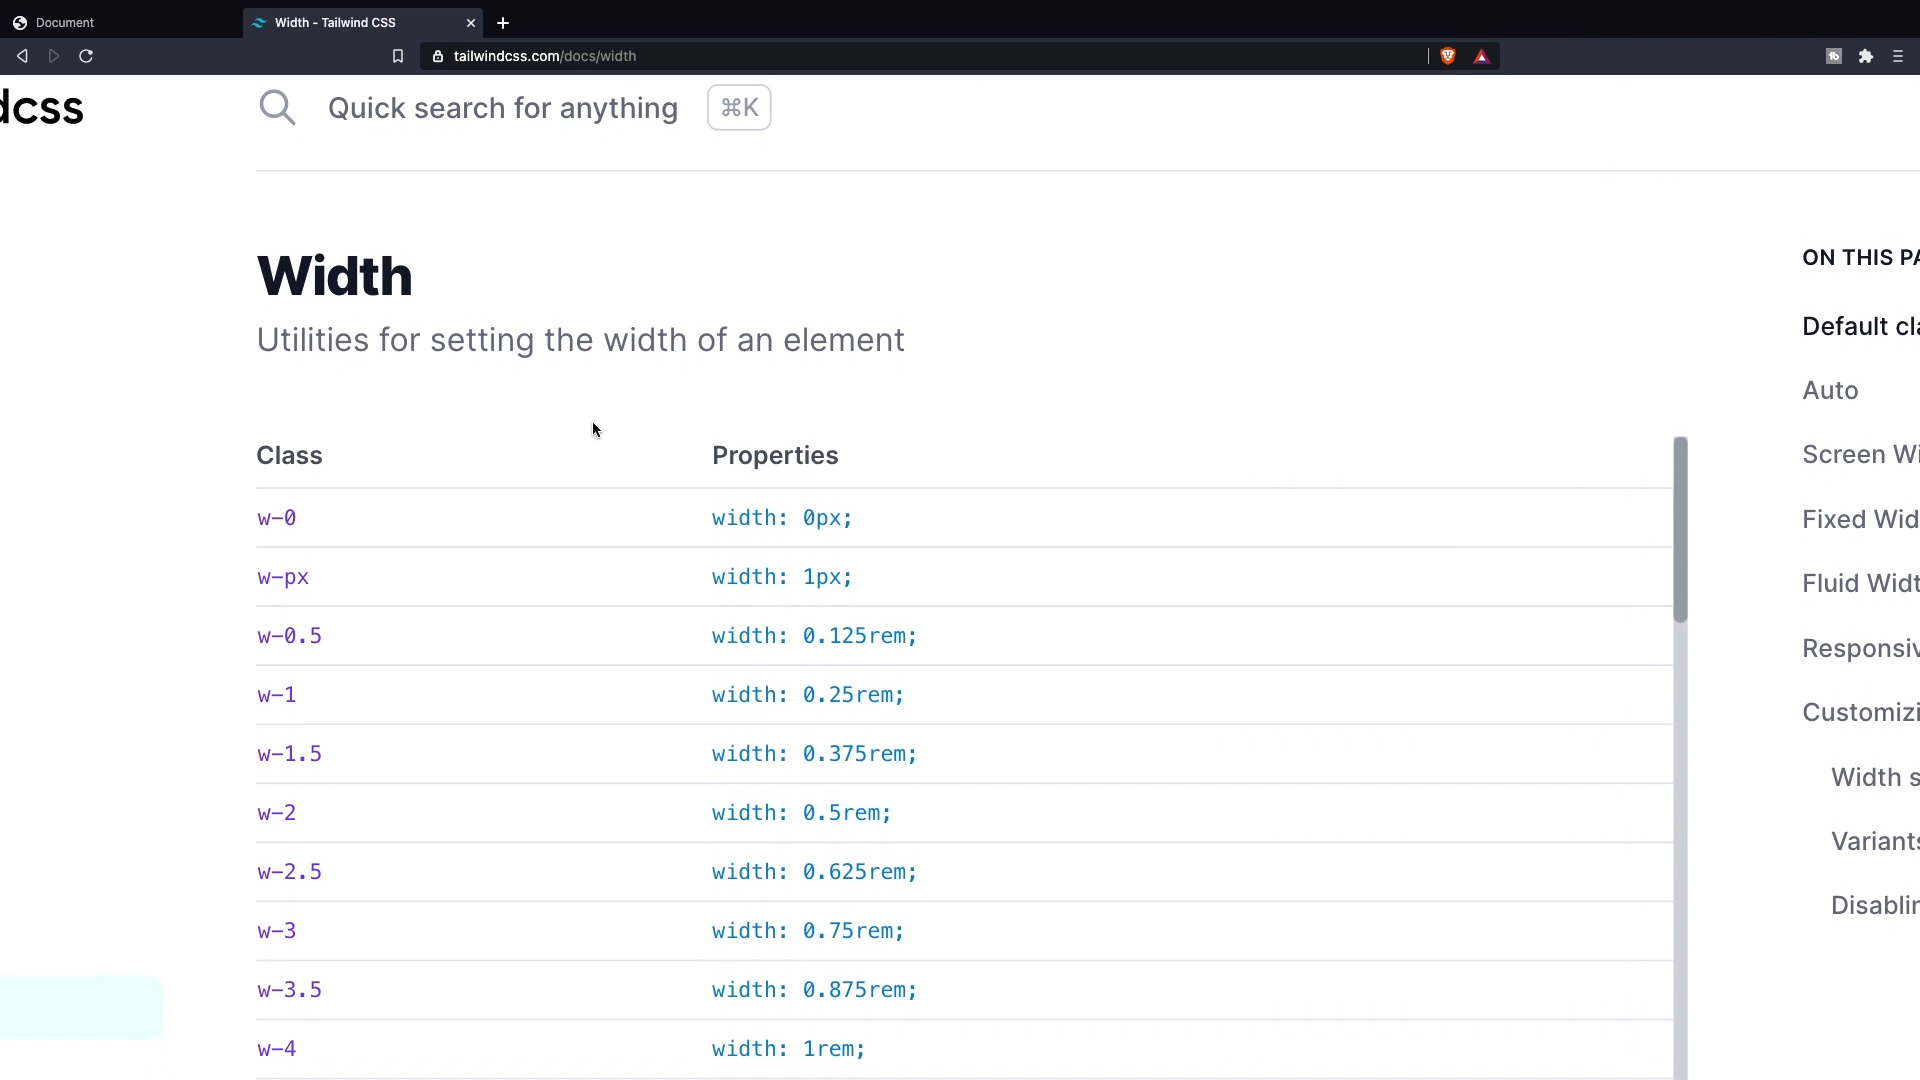 Document
Width - Tailwind CSS
tailwindcss.com/docs/width
dcss
Quick search for anything
⌘K
Width
Utilities for setting the width of an element
Class Properties
w-0 width: 0px;
w-px width: 1px;
w-0.5 width: 0.125rem;
w-1 width: 0.25rem;
w-1.5 width: 0.375rem;
w-2 width: 0.5rem;
w-2.5 width: 0.625rem;
w-3 width: 0.75rem;
w-3.5 width: 0.875rem;
w-4 width: 1rem;
ON THIS PA
Default cla
Auto
Screen Wi
Fixed Wid
Fluid Widt
Responsiv
Customizi
Width s
Variants
Disablin